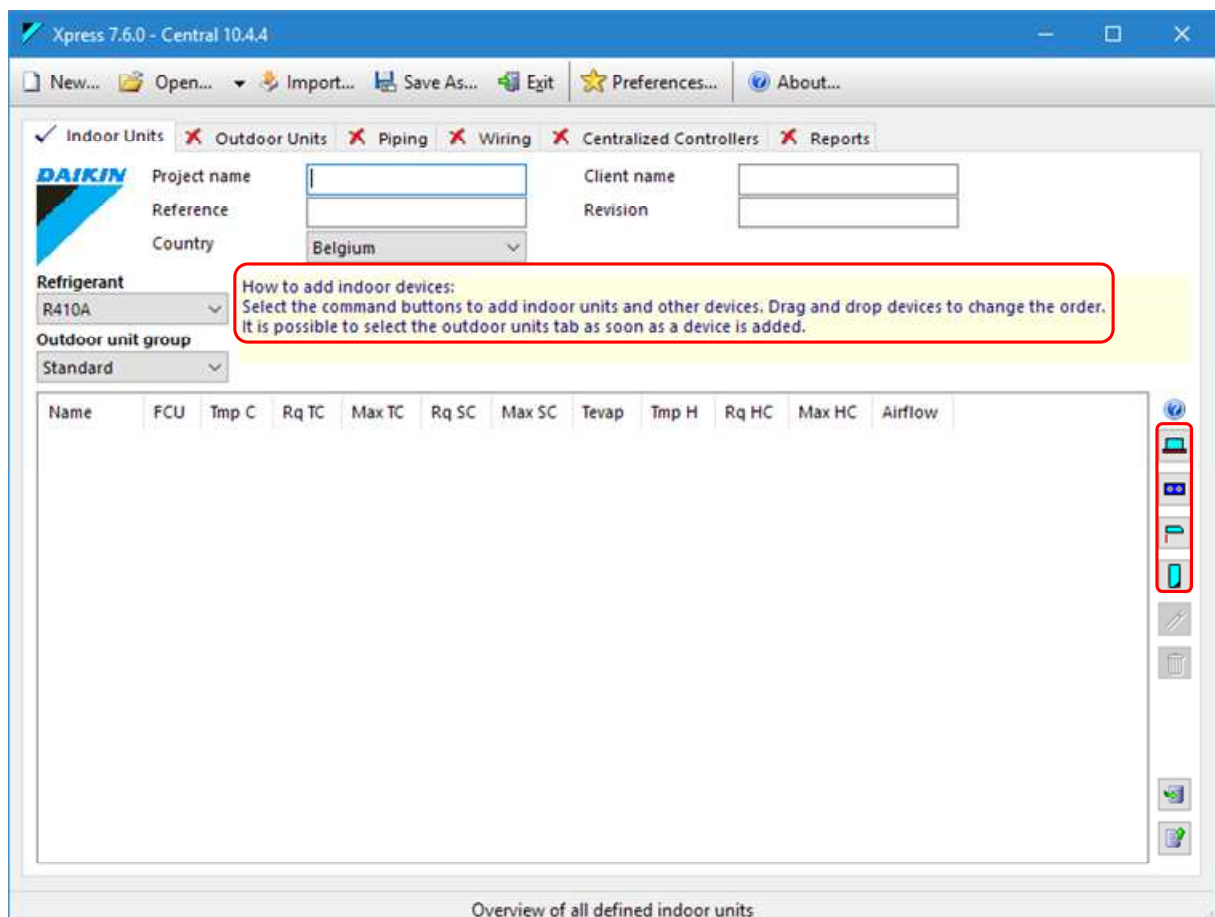 Xpress 7.6.0 - Central 10.4.4
New... Open... Import... Save As... Exit Preferences... About...
Indoor Units Outdoor Units Piping Wiring Centralized Controllers Reports
DAIKIN
Project name Client name
Reference Revision
Country Belgium
Refrigerant
R410A
Outdoor unit group
Standard
How to add indoor devices:
Select the command buttons to add indoor units and other devices. Drag and drop devices to change the order.
It is possible to select the outdoor units tab as soon as a device is added.
Name FCU Tmp C Rq TC Max TC Rq SC Max SC Tevap Tmp H Rq HC Max HC Airflow
Overview of all defined indoor units